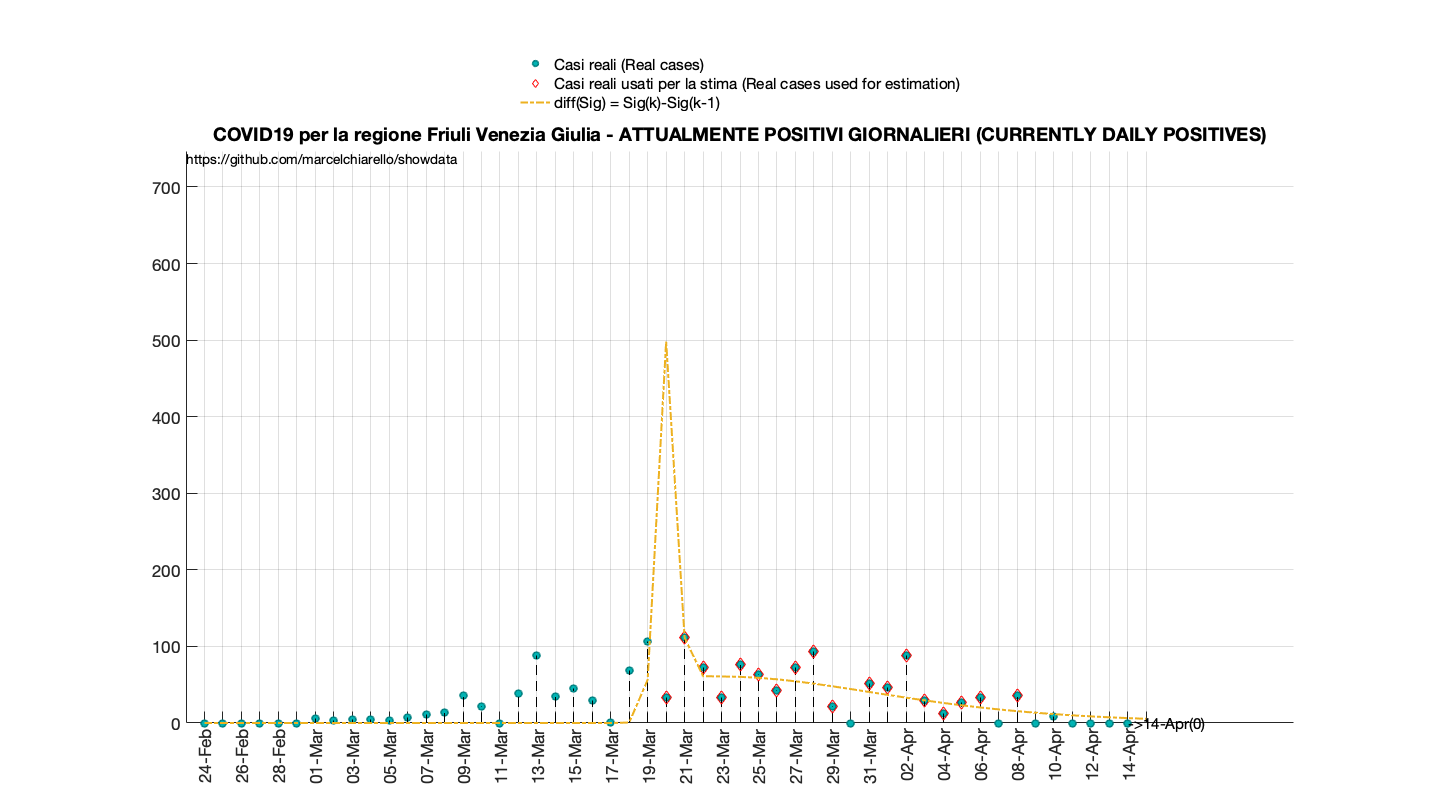 Casi reali (Real cases)
Casi reali usati per la stima (Real cases used for estimation)
diff(Sig) = Sig(k)-Sig(k-1)
COVID19 per la regione Friuli Venezia Giulia - ATTUALMENTE POSITIVI GIORNALIERI (CURRENTLY DAILY POSITIVES)
https://github.com/marcelchiarello/showdata
700
600
500
400
300
200
100
0
->14-Apr(0)
24-Feb
26-Feb
28-Feb
01-Mar
03-Mar
05-Mar
07-Mar
09-Mar
11-Mar
13-Mar
15-Mar
17-Mar
19-Mar
21-Mar
23-Mar
25-Mar
27-Mar
29-Mar
31-Mar
02-Apr
04-Apr
06-Apr
08-Apr
10-Apr
12-Apr
14-Apr